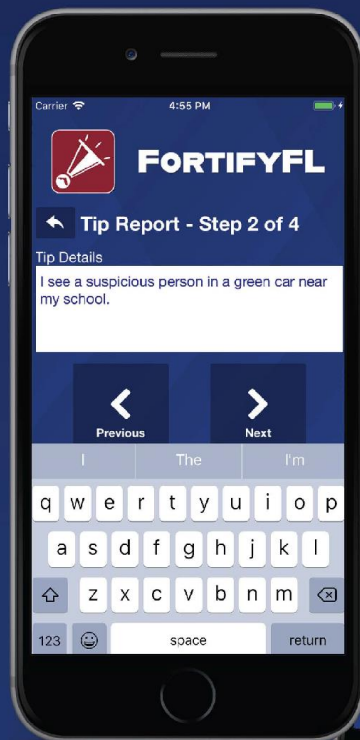 Carrier 4:55 PM
FORTIFYFL
Tip Report - Step 2 of 4
Tip Details
I see a suspicious person in a green car near
my school.
Previous Next
I The I'm
q w e r t y u i o p
a s d f g h j k l
z x c v b n m
123 space return